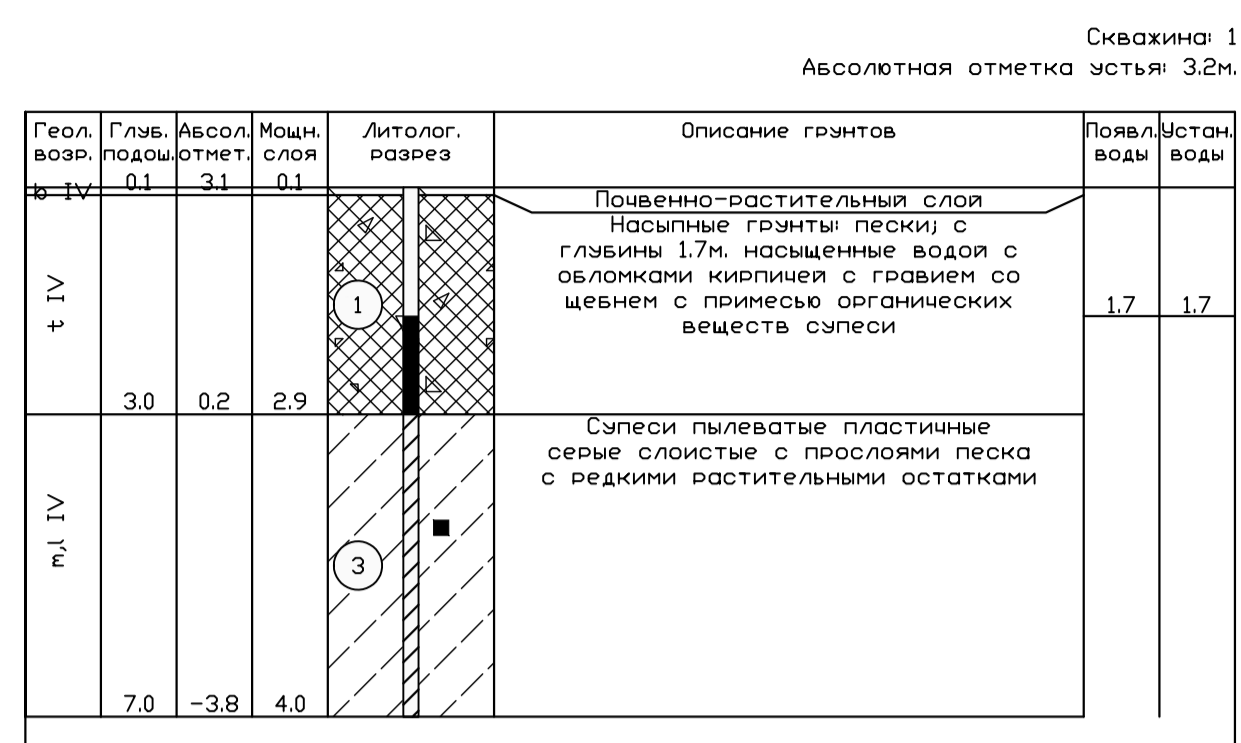 Скважина: 1
Абсолютная отметка устья: 3.2м.
Геол. возр.
Глуб. подош.
Абсол. отмет.
Мощн. слоя
Литолог. разрез
Описание грунтов
Появл. воды
Устан. воды
b IV
0.1
3.1
0.1
Почвенно-растительный слой
t IV
1
Насыпные грунты: пески; с
глубины 1.7м. насыщенные водой с
обломками кирпичей с гравием со
щебнем с примесью органических
веществ супеси
1.7
1.7
3.0
0.2
2.9
m,l IV
3
Супеси пылеватые пластичные
серые слоистые с прослоями песка
с редкими растительными остатками
7.0
-3.8
4.0